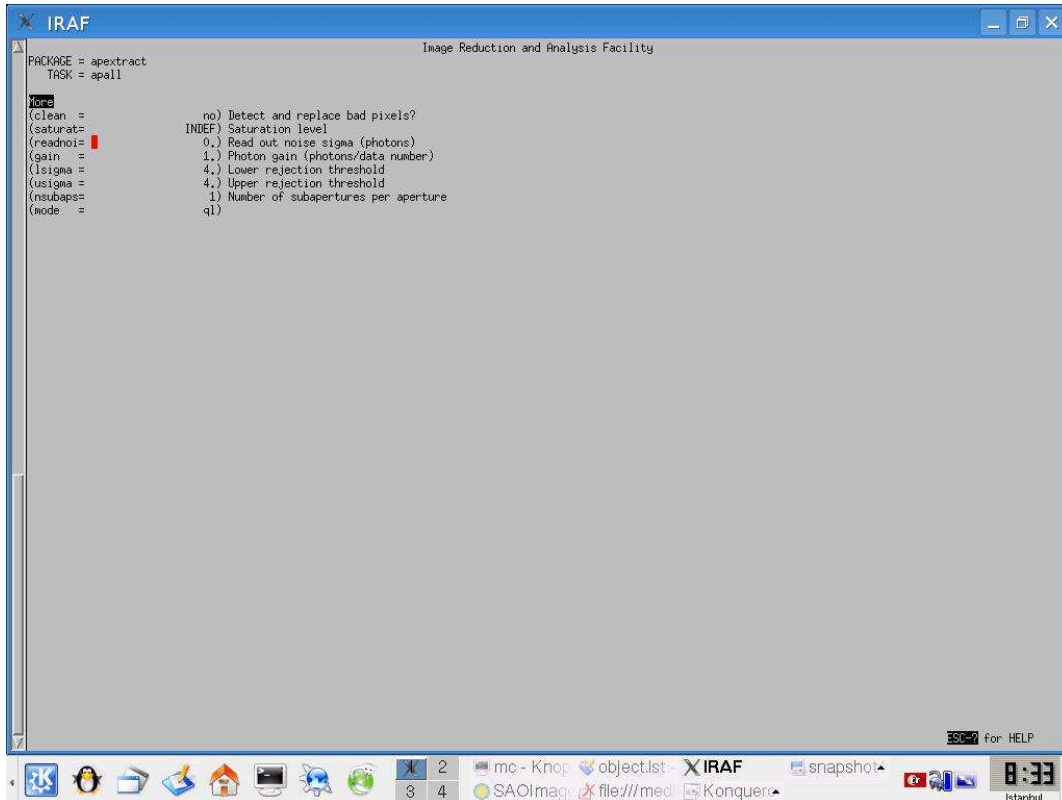 IRAF
Image Reduction and Analysis Facility
PACKAGE = apextract
TASK = apall
More
(clean = no) Detect and replace bad pixels?
(saturat= INDEF) Saturation level
(readnoi= 0.) Read out noise sigma (photons)
(gain = 1.) Photon gain (photons/data number)
(lsigma = 4.) Lower rejection threshold
(usigma = 4.) Upper rejection threshold
(nsubaps= 1) Number of subapertures per aperture
(mode = ql)
ESC-? for HELP
2 mc - Knop object.lst - IRAF snapshot
3 4 SAOImag file:///med Konquero
8:33
Istanbul